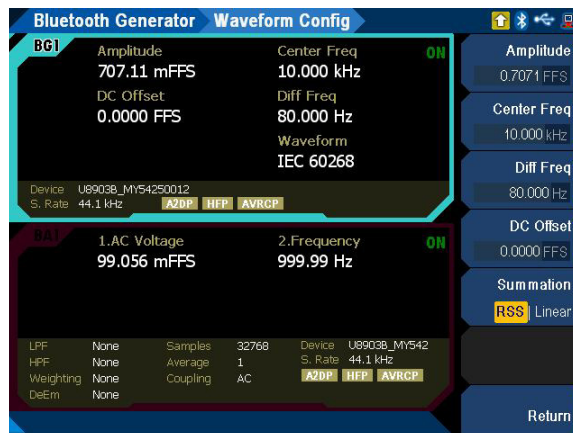 Bluetooth Generator Waveform Config
BG1
Amplitude Center Freq ON
707.11 mFFS 10.000 kHz
DC Offset Diff Freq
0.0000 FFS 80.000 Hz
Waveform
IEC 60268
Device U8903B_MY54250012
S. Rate 44.1 kHz A2DP HFP AVRCP
BA1
1.AC Voltage 2.Frequency ON
99.056 mFFS 999.99 Hz
LPF None Samples 32768 Device U8903B_MY542
HPF None Average 1 S. Rate 44.1 kHz
Weighting None Coupling AC A2DP HFP AVRCP
DeEm None
Amplitude
0.7071 FFS
Center Freq
10.000 kHz
Diff Freq
80.000 Hz
DC Offset
0.0000 FFS
Summation
RSS | Linear
Return